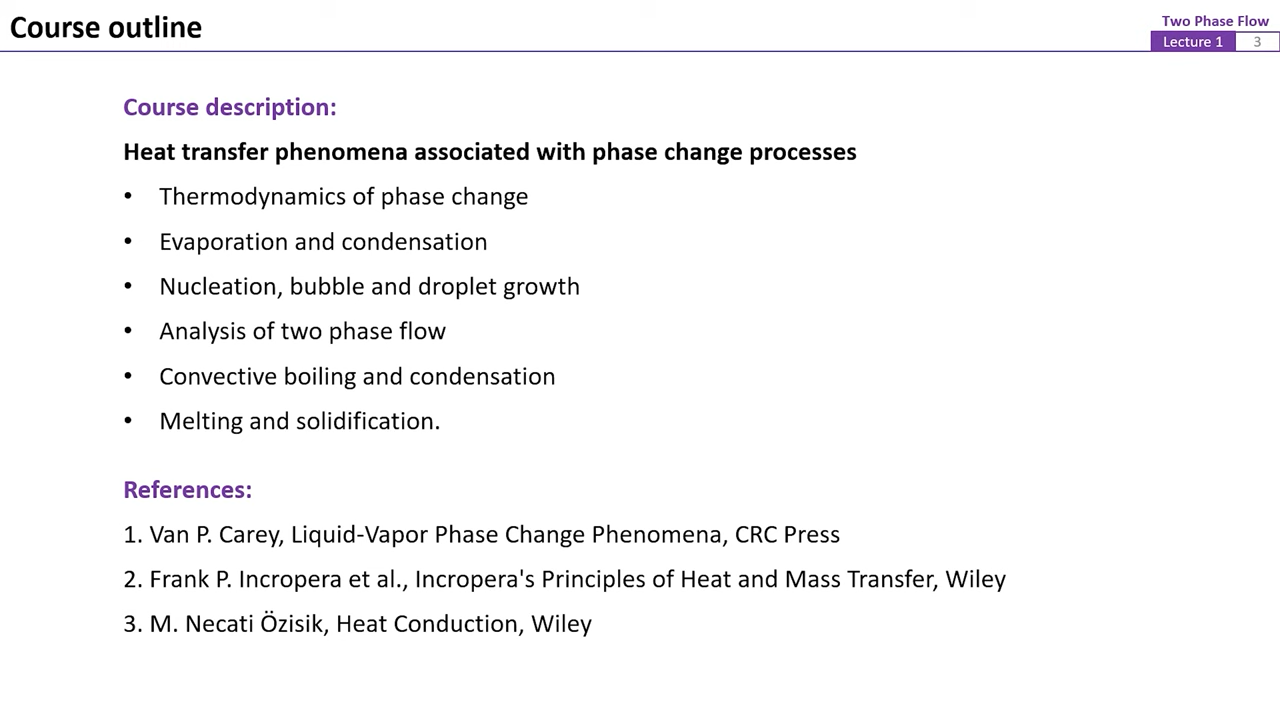 Course outline
Two Phase Flow
Lecture 1
3
Course description:
Heat transfer phenomena associated with phase change processes
• Thermodynamics of phase change
• Evaporation and condensation
• Nucleation, bubble and droplet growth
• Analysis of two phase flow
• Convective boiling and condensation
• Melting and solidification.
References:
1. Van P. Carey, Liquid-Vapor Phase Change Phenomena, CRC Press
2. Frank P. Incropera et al., Incropera's Principles of Heat and Mass Transfer, Wiley
3. M. Necati Özisik, Heat Conduction, Wiley